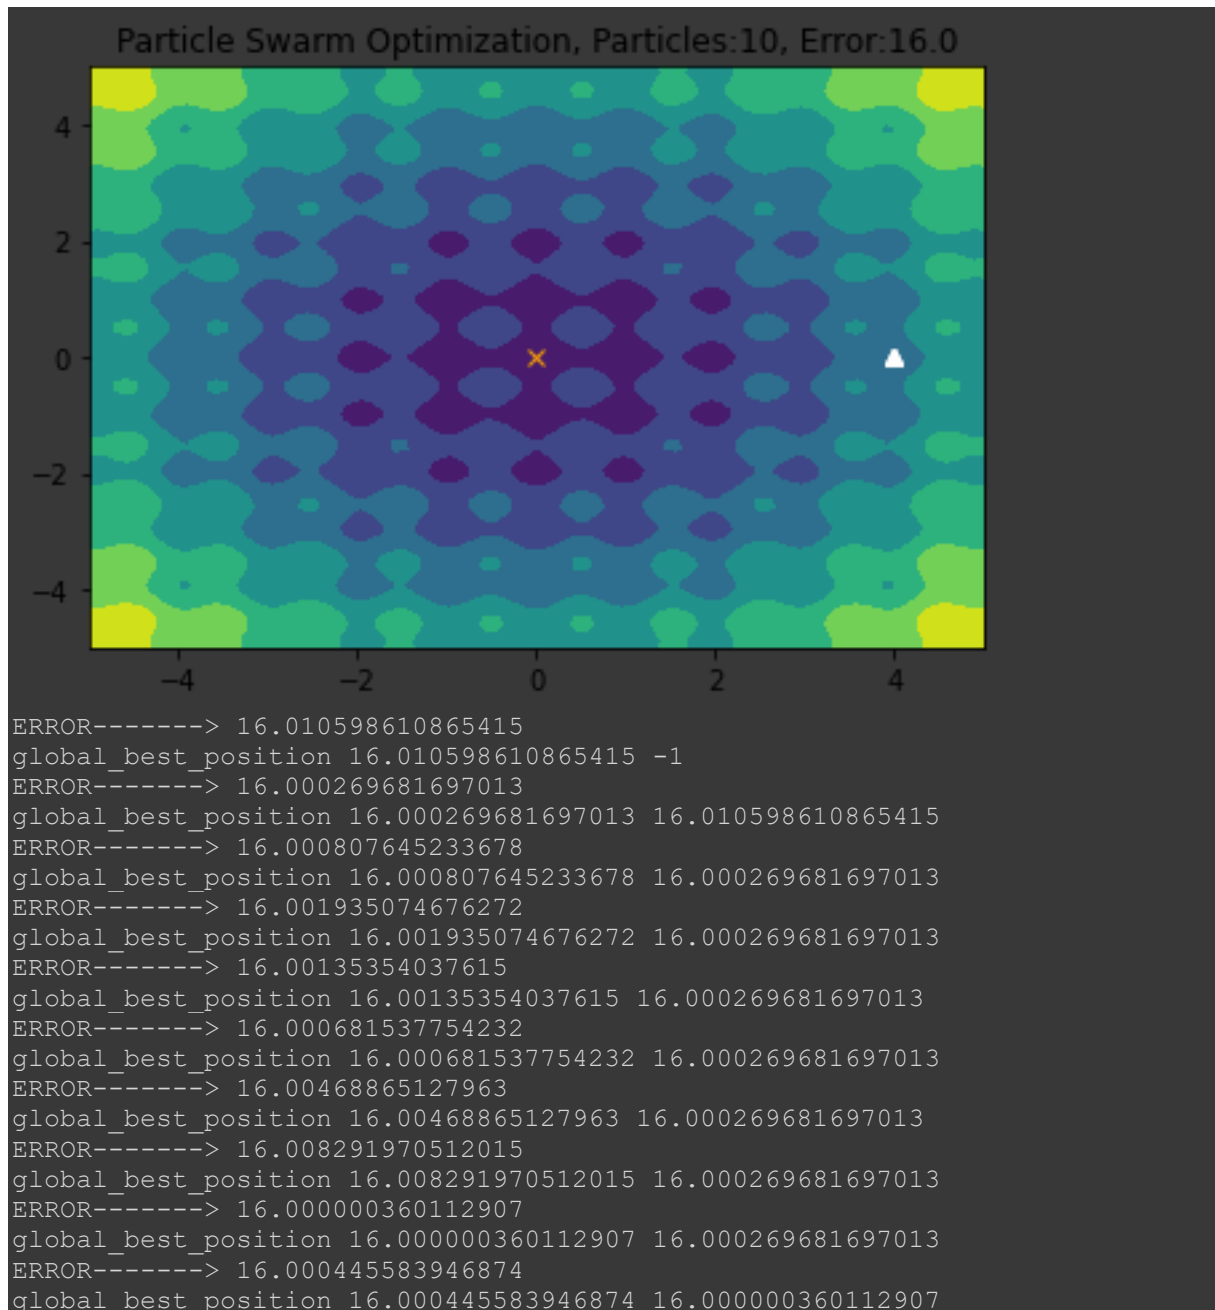 Particle Swarm Optimization, Particles:10, Error:16.0
4
2
0
−2
−4
−4 −2 0 2 4
ERROR-------> 16.010598610865415
global_best_position 16.010598610865415 -1
ERROR-------> 16.000269681697013
global_best_position 16.000269681697013 16.010598610865415
ERROR-------> 16.000807645233678
global_best_position 16.000807645233678 16.000269681697013
ERROR-------> 16.001935074676272
global_best_position 16.001935074676272 16.000269681697013
ERROR-------> 16.00135354037615
global_best_position 16.00135354037615 16.000269681697013
ERROR-------> 16.000681537754232
global_best_position 16.000681537754232 16.000269681697013
ERROR-------> 16.00468865127963
global_best_position 16.00468865127963 16.000269681697013
ERROR-------> 16.008291970512015
global_best_position 16.008291970512015 16.000269681697013
ERROR-------> 16.000000360112907
global_best_position 16.000000360112907 16.000269681697013
ERROR-------> 16.000445583946874
global_best_position 16.000445583946874 16.000000360112907